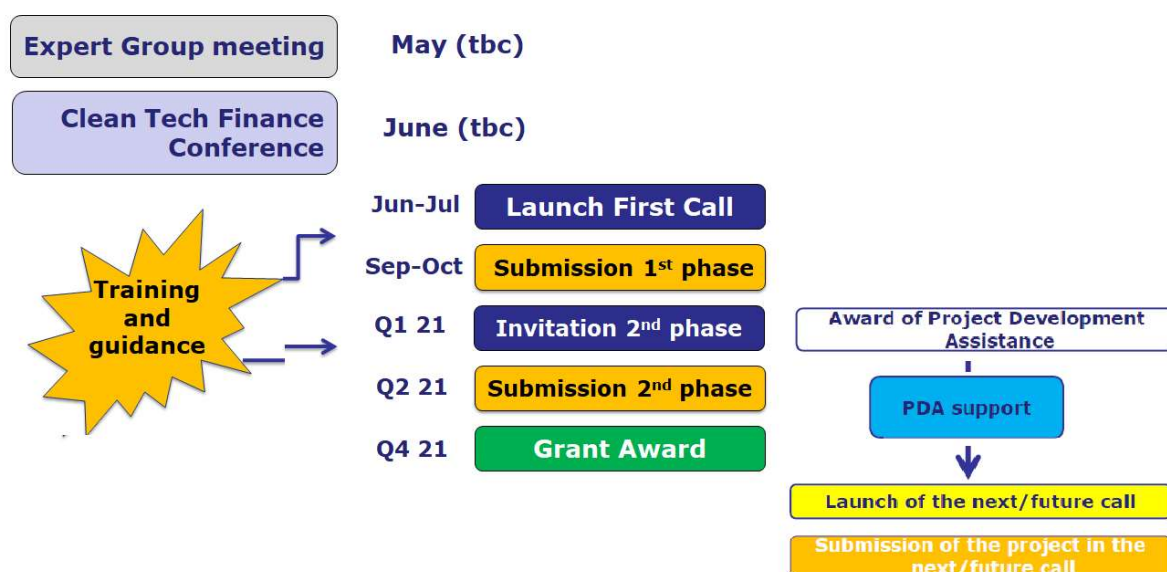 Expert Group meeting
May (tbc)
Clean Tech Finance
Conference
June (tbc)
Jun-Jul
Launch First Call
Sep-Oct
Submission 1st phase
Training
and
guidance
Q1 21
Invitation 2nd phase
Award of Project Development
Assistance
Q2 21
Submission 2nd phase
PDA support
Q4 21
Grant Award
Launch of the next/future call
Submission of the project in the
next/future call